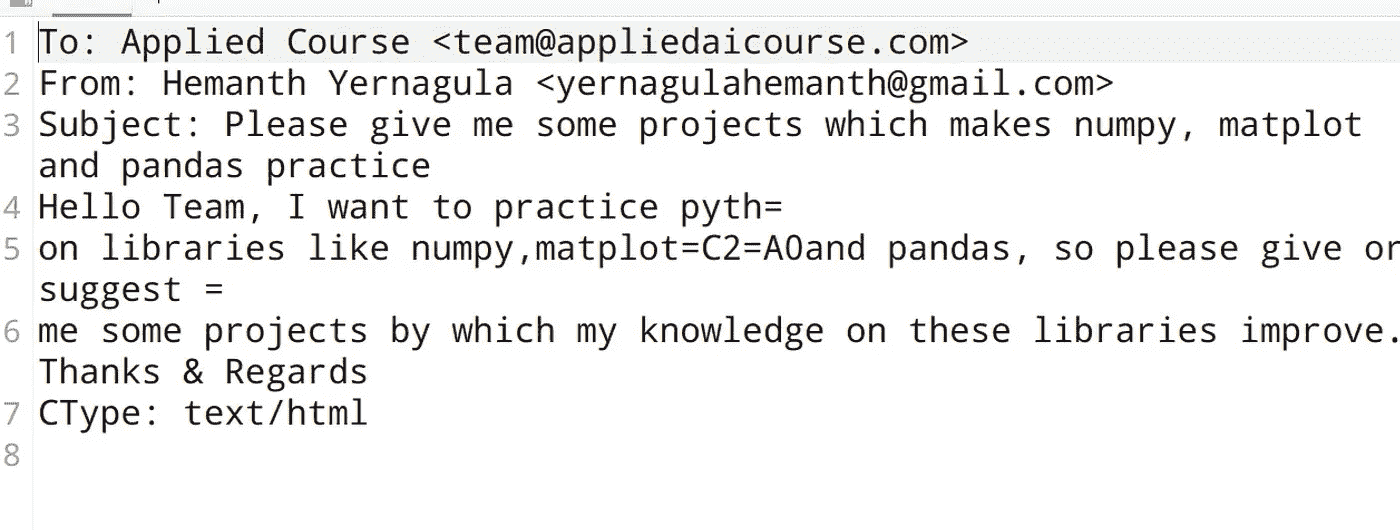 1 To: Applied Course <team@appliedaicourse.com>
2 From: Hemanth Yernagula <yernagulahemanth@gmail.com>
3 Subject: Please give me some projects which makes numpy, matplot
and pandas practice
4 Hello Team, I want to practice pyth=
5 on libraries like numpy,matplot=C2=A0and pandas, so please give or
suggest =
6 me some projects by which my knowledge on these libraries improve.
Thanks & Regards
7 CType: text/html
8